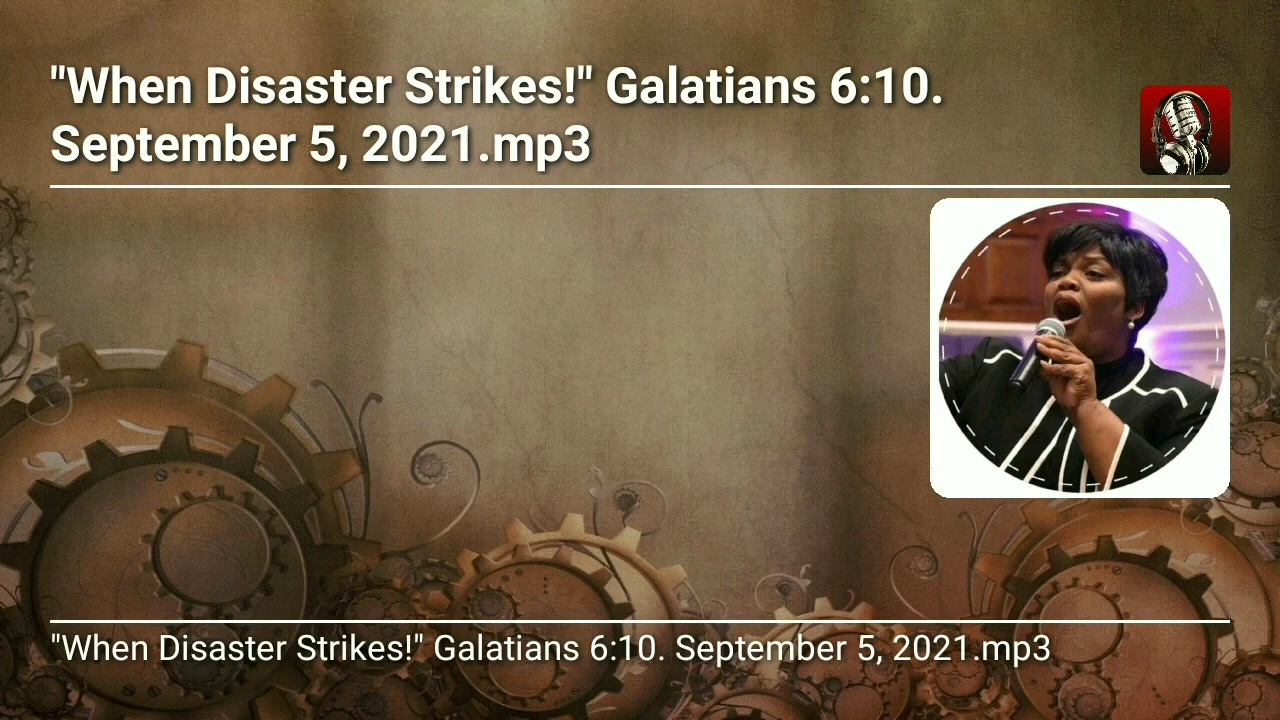 "When Disaster Strikes!" Galatians 6:10.
September 5, 2021.mp3
"When Disaster Strikes!" Galatians 6:10. September 5, 2021.mp3